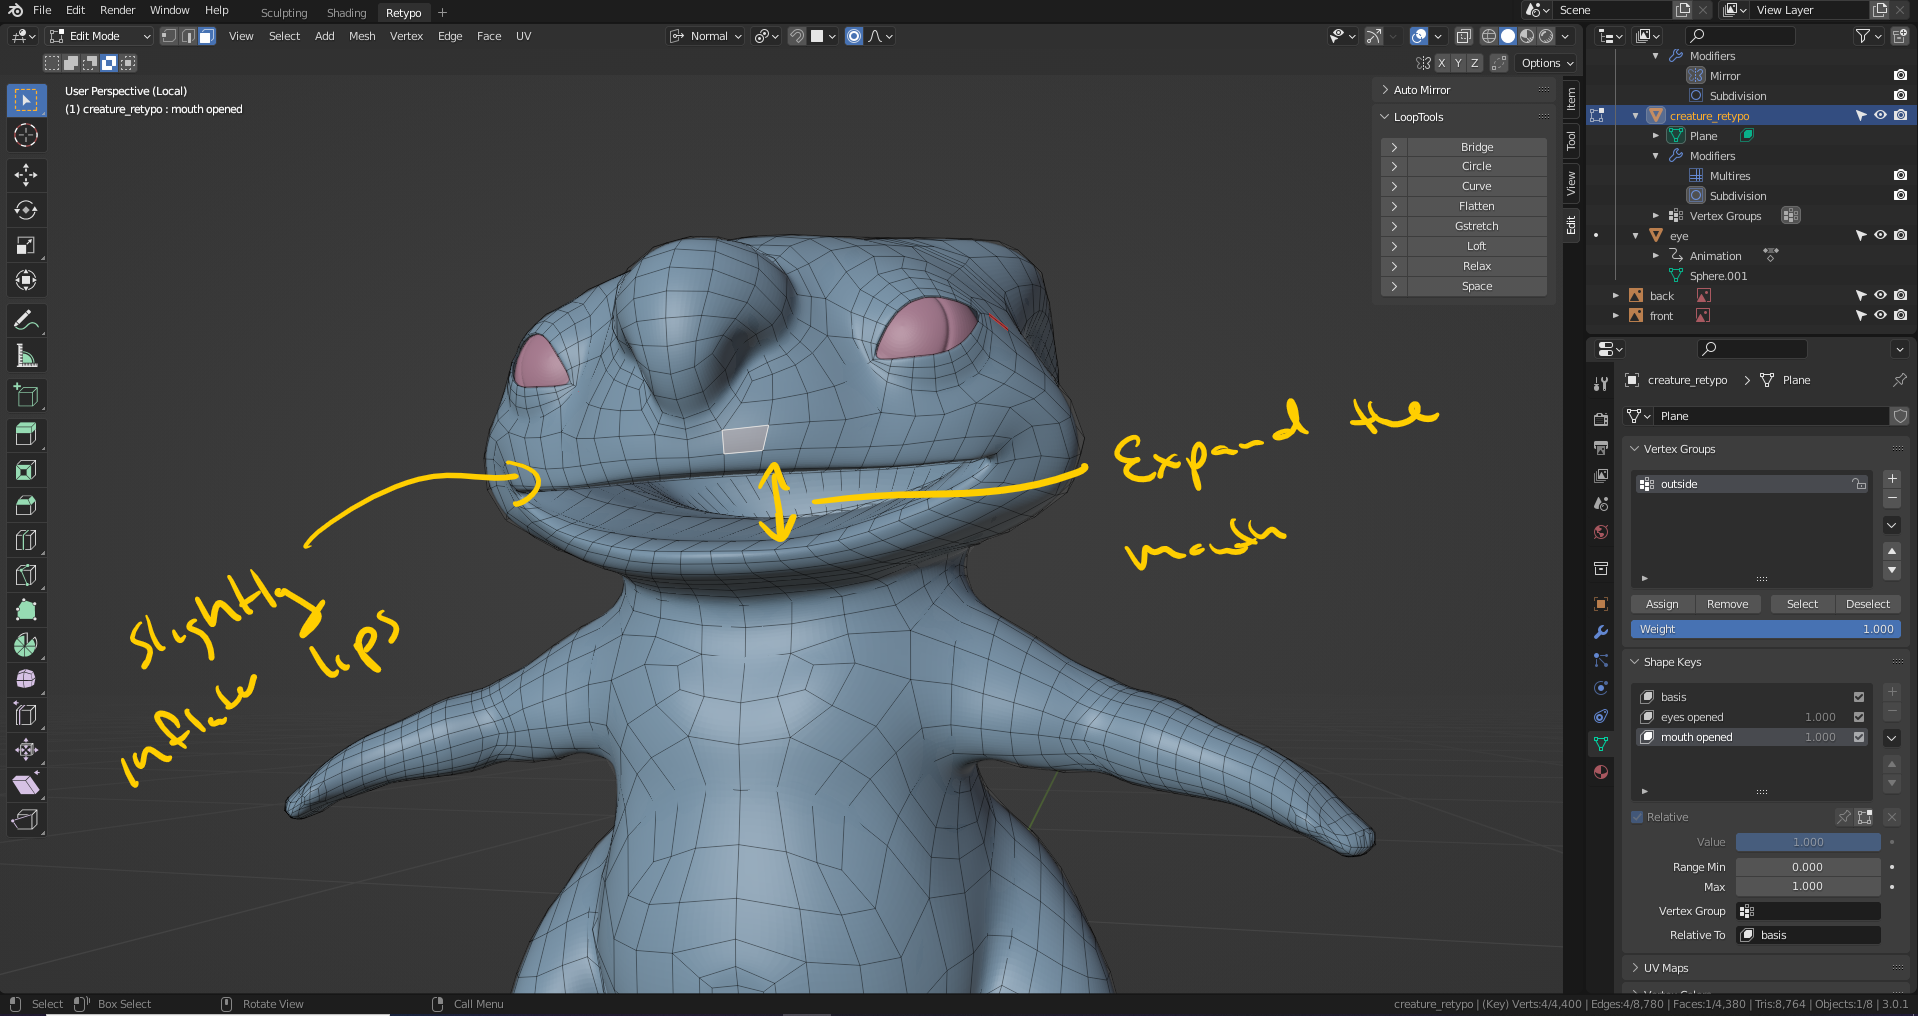 File Edit Render Window Help Sculpting Shading Retypo + Scene View Layer
Edit Mode View Select Add Mesh Vertex Edge Face UV Normal
X Y Z Options
User Perspective (Local)
(1) creature_retypo : mouth opened
Auto Mirror
LoopTools
Bridge
Circle
Curve
Flatten
Gstretch
Loft
Relax
Space
Item
Tool
View
Edit
Expand the
mouth
Slightly
inflate lips
Modifiers
Mirror
Subdivision
creature_retypo
Plane
Modifiers
Multires
Subdivision
Vertex Groups
eye
Animation
Sphere.001
back
front
creature_retypo > Plane
Plane
Vertex Groups
outside
Assign Remove Select Deselect
Weight 1.000
Shape Keys
basis
eyes opened 1.000
mouth opened 1.000
Relative
Value 1.000
Range Min 0.000
Max 1.000
Vertex Group
Relative To basis
UV Maps
Select Box Select Rotate View Call Menu
creature_retypo | (Key) Verts:4/4,400 | Edges:4/8,780 | Faces:1/4,380 | Tris:8,764 | Objects:1/8 | 3.0.1